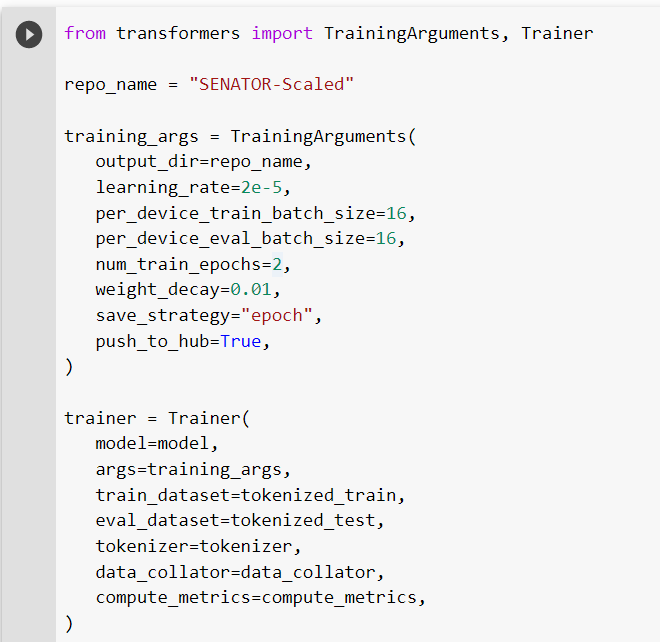 from transformers import TrainingArguments, Trainer
repo_name = "SENATOR-Scaled"
training_args = TrainingArguments(
   output_dir=repo_name,
   learning_rate=2e-5,
   per_device_train_batch_size=16,
   per_device_eval_batch_size=16,
   num_train_epochs=2,
   weight_decay=0.01,
   save_strategy="epoch",
   push_to_hub=True,
)
trainer = Trainer(
   model=model,
   args=training_args,
   train_dataset=tokenized_train,
   eval_dataset=tokenized_test,
   tokenizer=tokenizer,
   data_collator=data_collator,
   compute_metrics=compute_metrics,
)